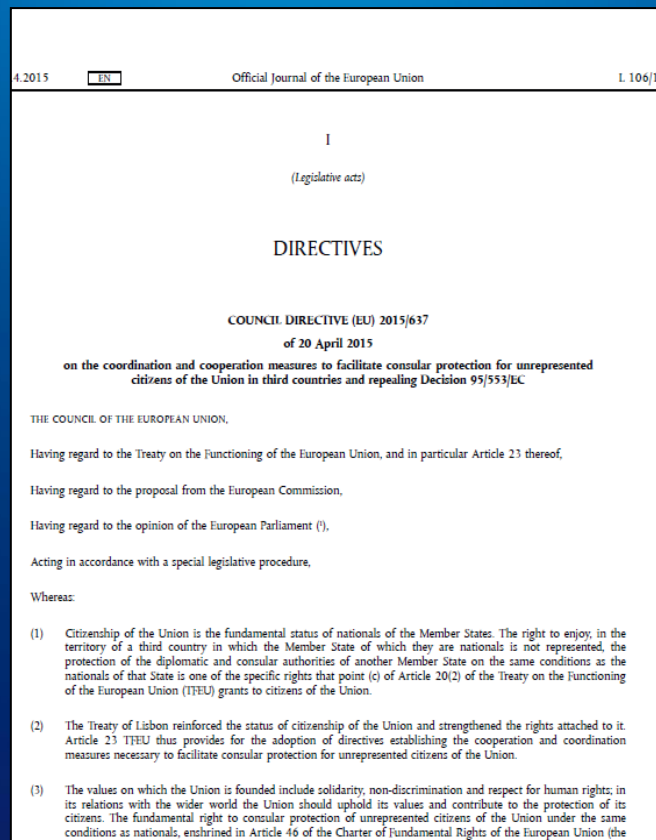 4.2015 EN Official Journal of the European Union L 106/1
I
(Legislative acts)
DIRECTIVES
COUNCIL DIRECTIVE (EU) 2015/637
of 20 April 2015
on the coordination and cooperation measures to facilitate consular protection for unrepresented
citizens of the Union in third countries and repealing Decision 95/553/EC
THE COUNCIL OF THE EUROPEAN UNION,
Having regard to the Treaty on the Functioning of the European Union, and in particular Article 23 thereof,
Having regard to the proposal from the European Commission,
Having regard to the opinion of the European Parliament (¹),
Acting in accordance with a special legislative procedure,
Whereas:
(1) Citizenship of the Union is the fundamental status of nationals of the Member States. The right to enjoy, in the
territory of a third country in which the Member State of which they are nationals is not represented, the
protection of the diplomatic and consular authorities of another Member State on the same conditions as the
nationals of that State is one of the specific rights that point (c) of Article 20(2) of the Treaty on the Functioning
of the European Union (TFEU) grants to citizens of the Union.
(2) The Treaty of Lisbon reinforced the status of citizenship of the Union and strengthened the rights attached to it.
Article 23 TFEU thus provides for the adoption of directives establishing the cooperation and coordination
measures necessary to facilitate consular protection for unrepresented citizens of the Union.
(3) The values on which the Union is founded include solidarity, non-discrimination and respect for human rights; in
its relations with the wider world the Union should uphold its values and contribute to the protection of its
citizens. The fundamental right to consular protection of unrepresented citizens of the Union under the same
conditions as nationals, enshrined in Article 46 of the Charter of Fundamental Rights of the European Union (the